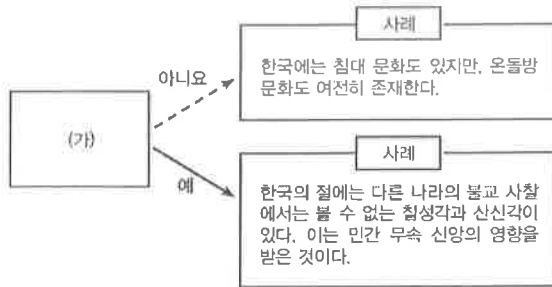 사례
한국에는 침대 문화도 있지만, 온돌방
문화도 여전히 존재한다.
아니요
(가)
예
사례
한국의 절에는 다른 나라의 불교 사찰
에서는 볼 수 없는 칠성각과 산신각이
있다. 이는 민간 무속 신앙의 영향을
받은 것이다.